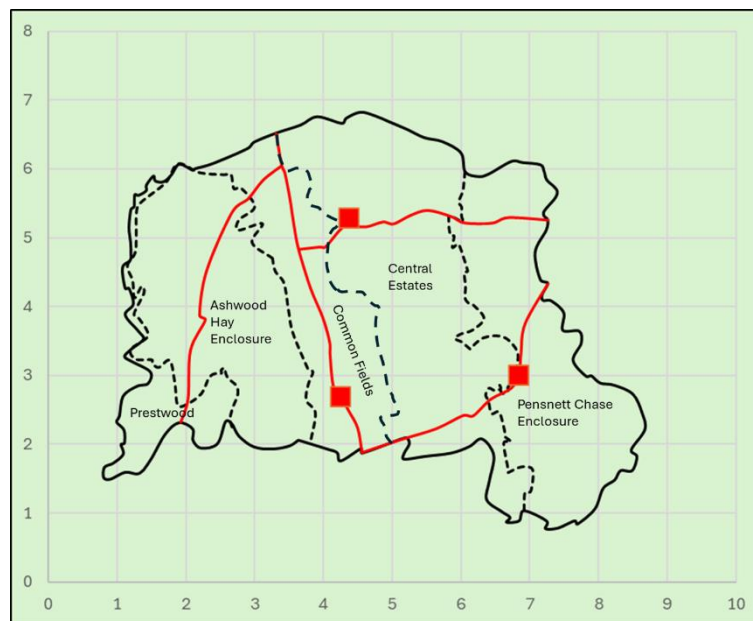 8
7
6
5
4
3
2
1
0
Central
Estates
Ashwood
Hay
Enclosure
Common Fields
Prestwood
Pensnett Chase
Enclosure
0 1 2 3 4 5 6 7 8 9 10